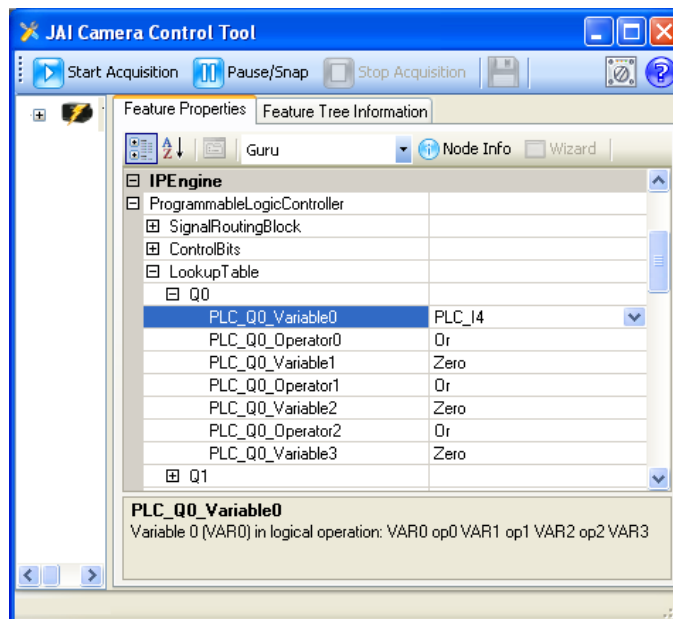 JAI Camera Control Tool
Start Acquisition Pause/Snap Stop Acquisition
Feature Properties Feature Tree Information
Guru Node Info Wizard
IPEngine
ProgrammableLogicController
SignalRoutingBlock
ControlBits
LookupTable
Q0
PLC_Q0_Variable0 PLC_I4
PLC_Q0_Operator0 Or
PLC_Q0_Variable1 Zero
PLC_Q0_Operator1 Or
PLC_Q0_Variable2 Zero
PLC_Q0_Operator2 Or
PLC_Q0_Variable3 Zero
Q1
PLC_Q0_Variable0
Variable 0 (VAR0) in logical operation: VAR0 op0 VAR1 op1 VAR2 op2 VAR3